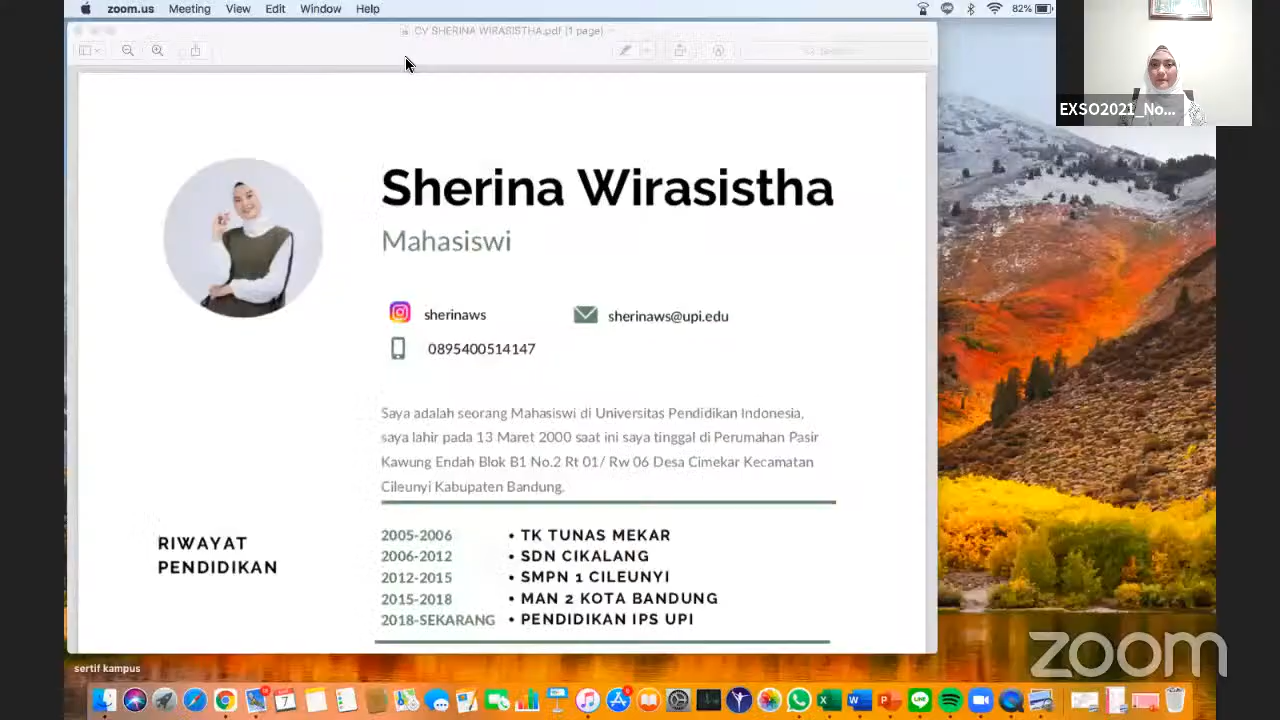 zoom.us Meeting View Edit Window Help 82%
CV SHERINA WIRASISTHA.pdf (1 page)
Search
EXSO2021_No...
Sherina Wirasistha
Mahasiswi
sherinaws
sherinaws@upi.edu
0895400514147
Saya adalah seorang Mahasiswi di Universitas Pendidikan Indonesia,
saya lahir pada 13 Maret 2000 saat ini saya tinggal di Perumahan Pasir
Kawung Endah Blok B1 No.2 Rt 01/ Rw 06 Desa Cimekar Kecamatan
Cileunyi Kabupaten Bandung.
RIWAYAT
PENDIDIKAN
2005-2006 • TK TUNAS MEKAR
2006-2012 • SDN CIKALANG
2012-2015 • SMPN 1 CILEUNYI
2015-2018 • MAN 2 KOTA BANDUNG
2018-SEKARANG • PENDIDIKAN IPS UPI
sertif kampus
zoom